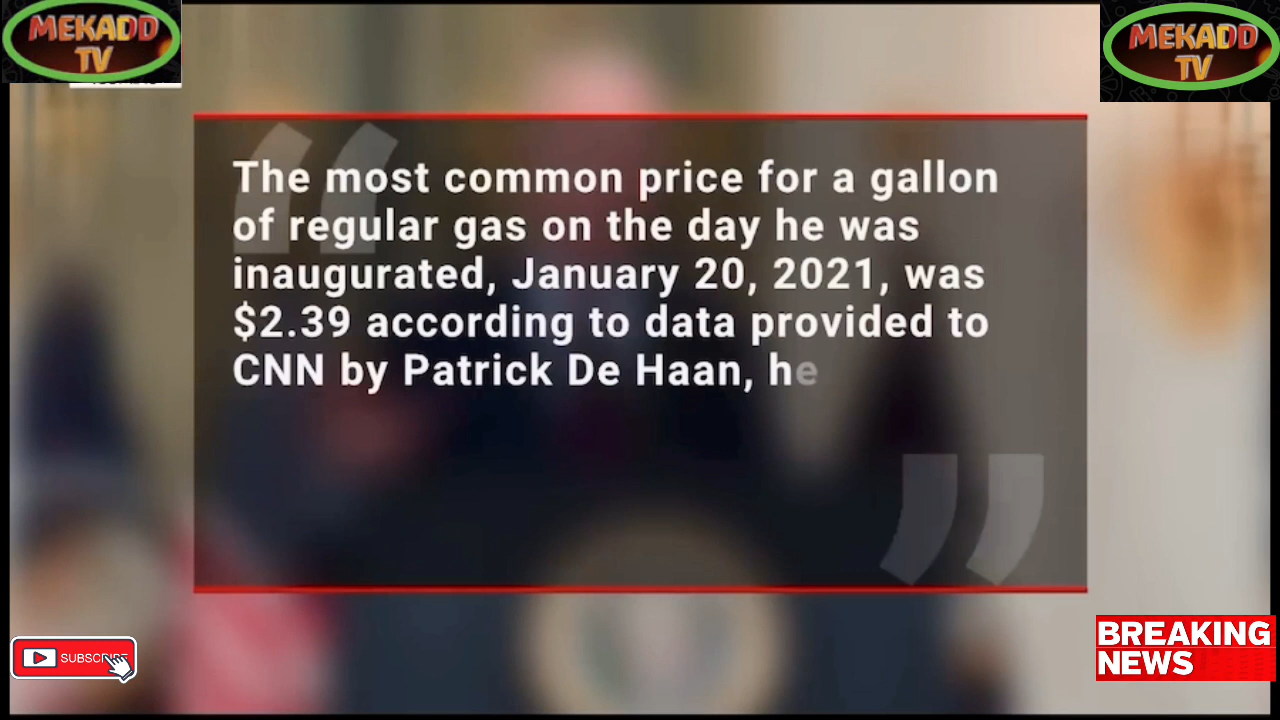 MEKADD
TV
MEKADD
TV
The most common price for a gallon
of regular gas on the day he was
inaugurated, January 20, 2021, was
$2.39 according to data provided to
CNN by Patrick De Haan, he
SUBSCRIBE
BREAKING
NEWS